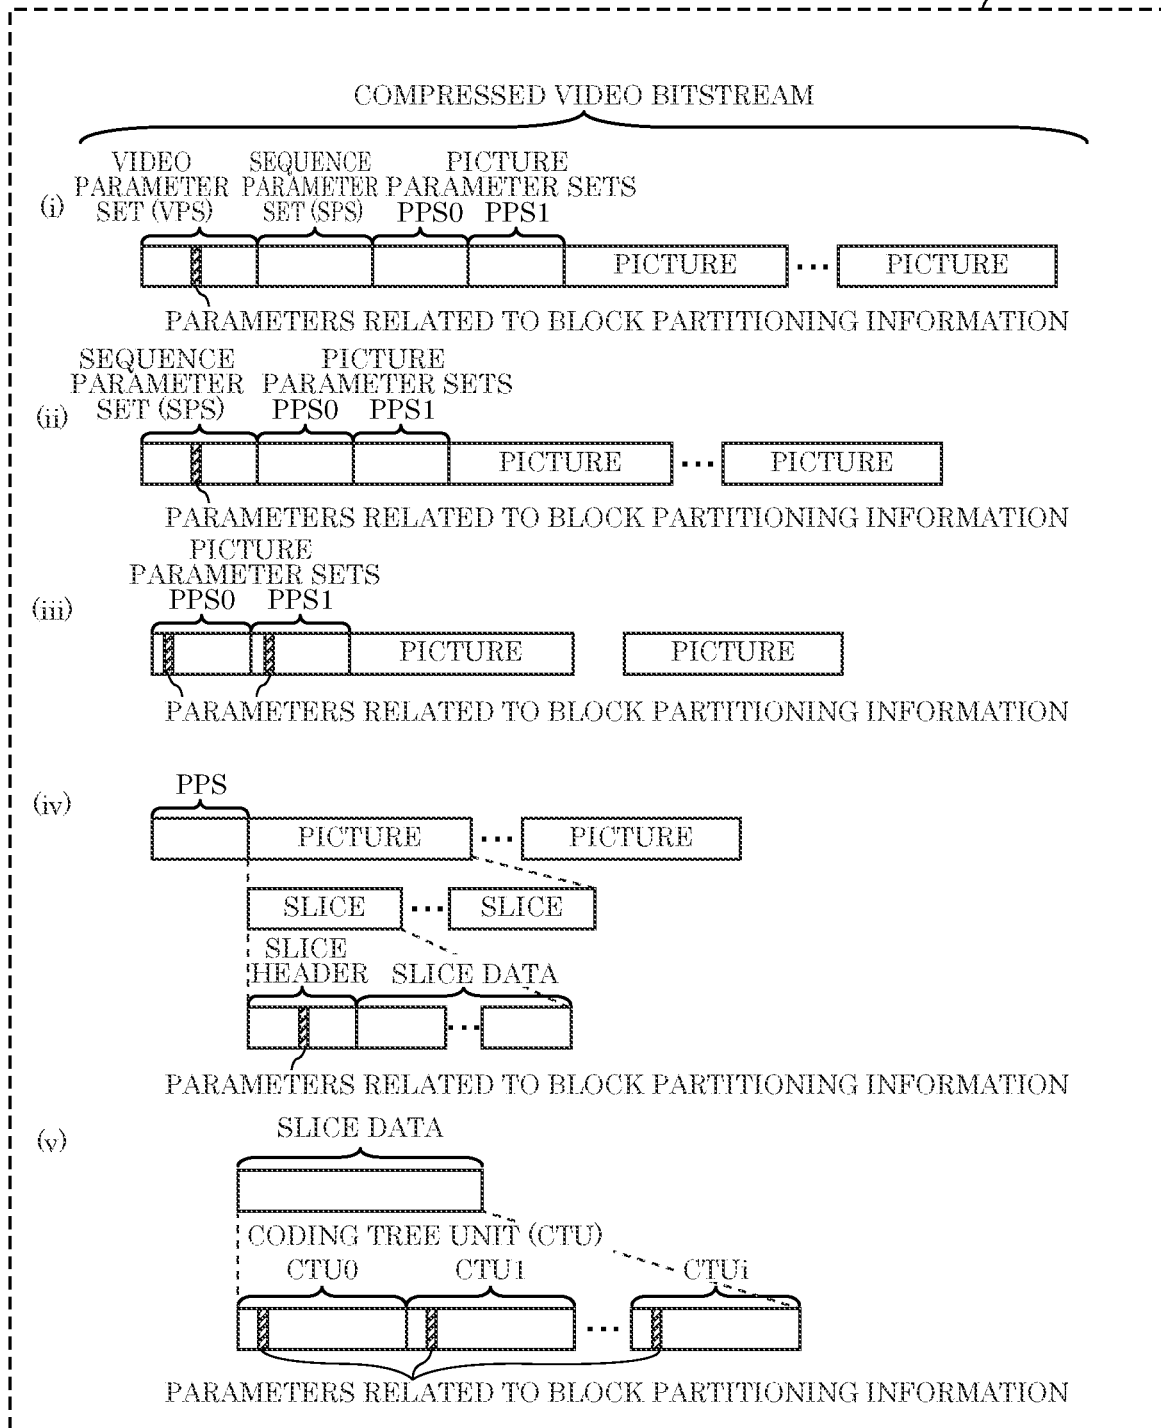 COMPRESSED VIDEO BITSTREAM
VIDEO PARAMETER SET (VPS)
SEQUENCE PARAMETER SET (SPS)
PICTURE PARAMETER SETS
PPS0 PPS1
(i)
PICTURE ... PICTURE
PARAMETERS RELATED TO BLOCK PARTITIONING INFORMATION
SEQUENCE PARAMETER SET (SPS)
PICTURE PARAMETER SETS
PPS0 PPS1
(ii)
PICTURE ... PICTURE
PARAMETERS RELATED TO BLOCK PARTITIONING INFORMATION
PICTURE
PARAMETER SETS
PPS0 PPS1
(iii)
PICTURE PICTURE
PARAMETERS RELATED TO BLOCK PARTITIONING INFORMATION
PPS
(iv)
PICTURE ... PICTURE
SLICE ... SLICE
SLICE
HEADER SLICE DATA
...
PARAMETERS RELATED TO BLOCK PARTITIONING INFORMATION
SLICE DATA
(v)
CODING TREE UNIT (CTU)
CTU0 CTU1 CTUi
...
PARAMETERS RELATED TO BLOCK PARTITIONING INFORMATION